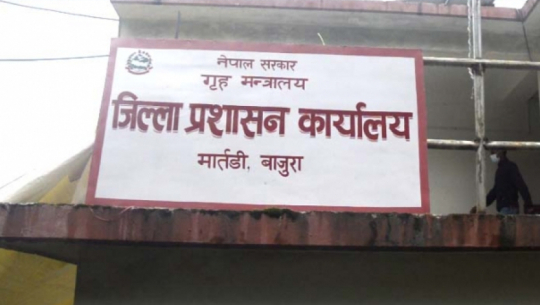 नेपाल सरकार
गृह मन्त्रालय
जिल्ला प्रशासन कार्यालय
मार्तडी, बाजुरा